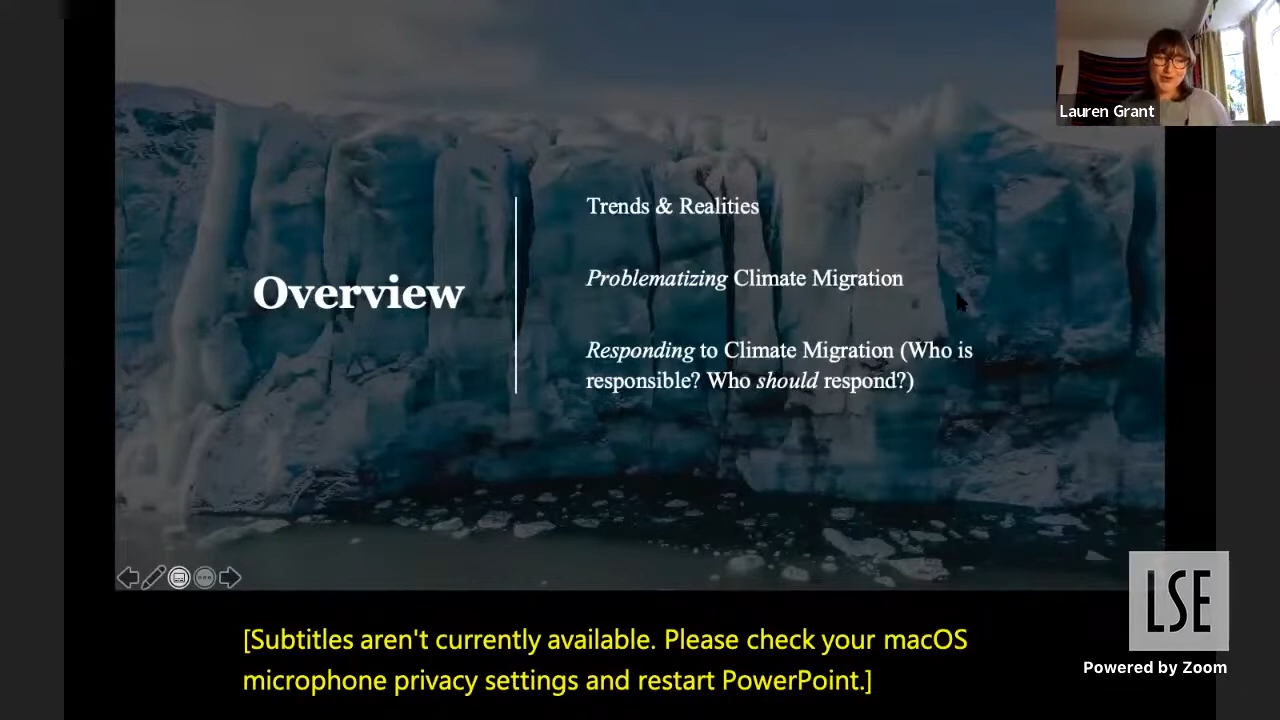 Lauren Grant
Trends & Realities
Overview
Problematizing Climate Migration
Responding to Climate Migration (Who is
responsible? Who should respond?)
LSE
Powered by Zoom
[Subtitles aren't currently available. Please check your macOS
microphone privacy settings and restart PowerPoint.]